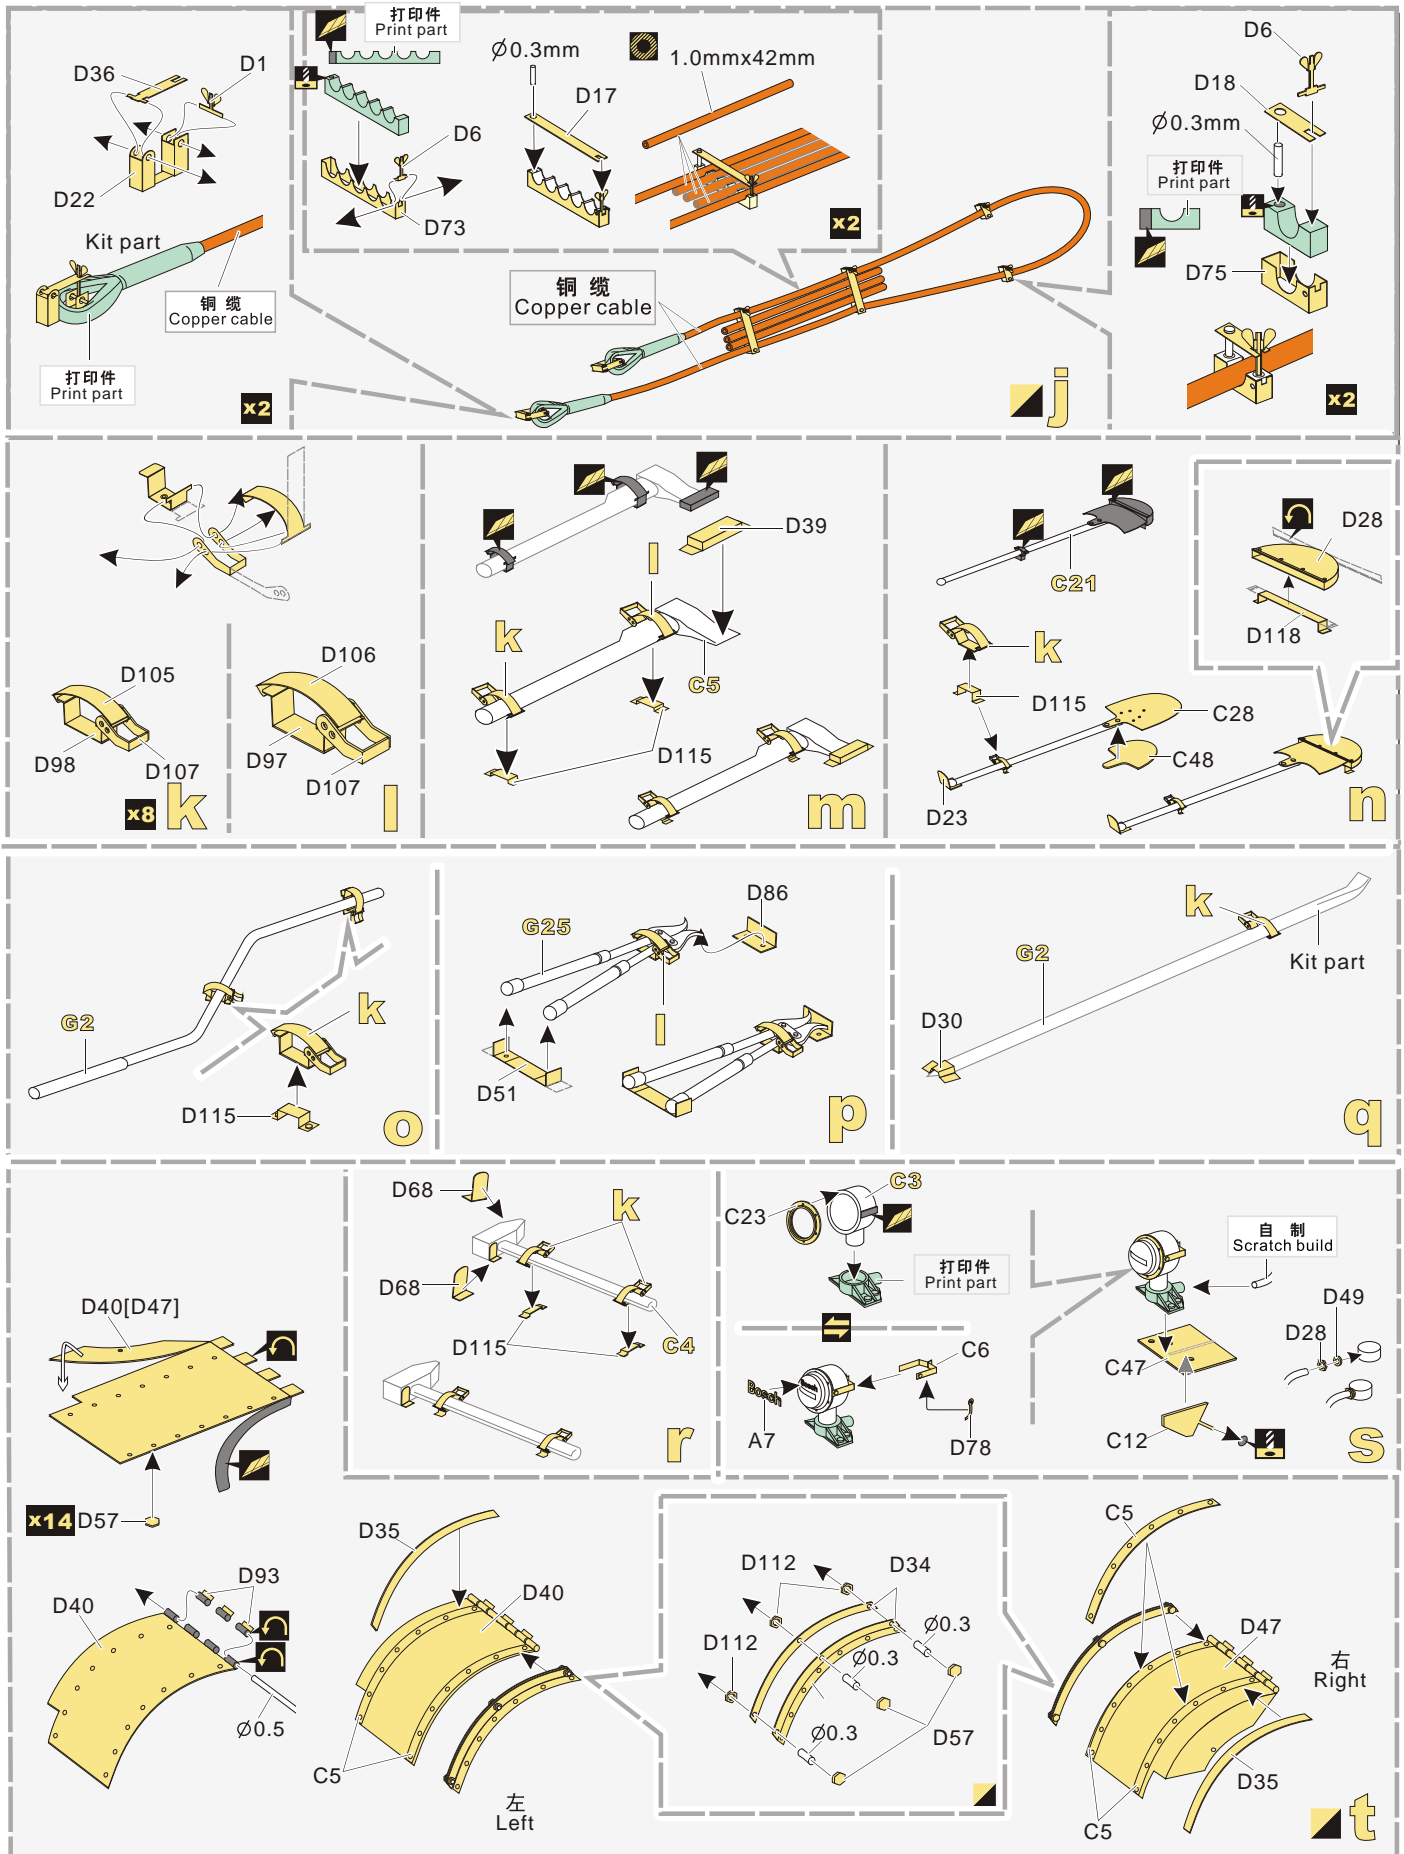 D36
D1
D22
Kit part
铜 缆
Copper cable
打印件
Print part
x2
打印件
Print part
Ø0.3mm
D17
1.0mmx42mm
D6
D73
x2
铜 缆
Copper cable
j
D6
D18
Ø0.3mm
打印件
Print part
D75
x2
D105
D98
D107
x8
k
D106
D97
D107
l
D39
l
k
C5
D115
m
C21
k
D115
C28
C48
D23
D28
D118
n
G2
k
D115
o
G25
D86
l
D51
p
k
G2
Kit part
D30
q
D68
k
D68
D115
C4
r
C23
C3
打印件
Print part
C6
Bosch
Bosch
A7
D78
自 制
Scratch build
D49
D28
C47
C12
s
D40[D47]
x14
D57
D93
D40
Ø0.5
D35
D40
C5
左
Left
D112
D34
D112
Ø0.3
Ø0.3
Ø0.3
D57
C5
D47
右
Right
D35
C5
t